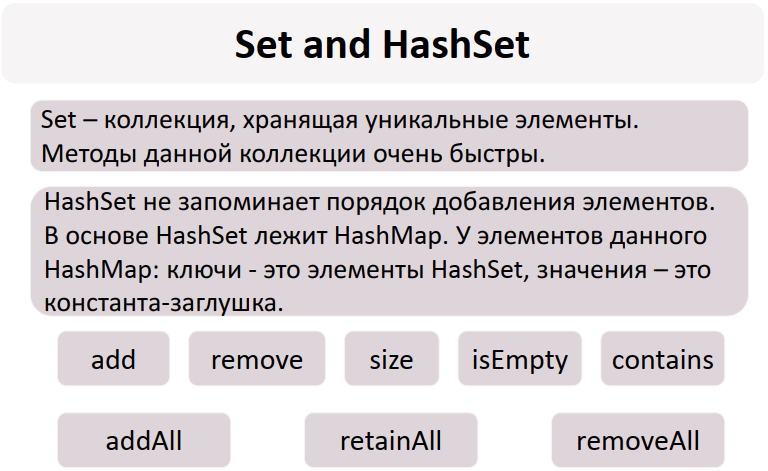 Set and HashSet
Set – коллекция, хранящая уникальные элементы.
Методы данной коллекции очень быстры.
HashSet не запоминает порядок добавления элементов.
В основе HashSet лежит HashMap. У элементов данного
HashMap: ключи - это элементы HashSet, значения – это
константа-заглушка.
add remove size isEmpty contains
addAll retainAll removeAll